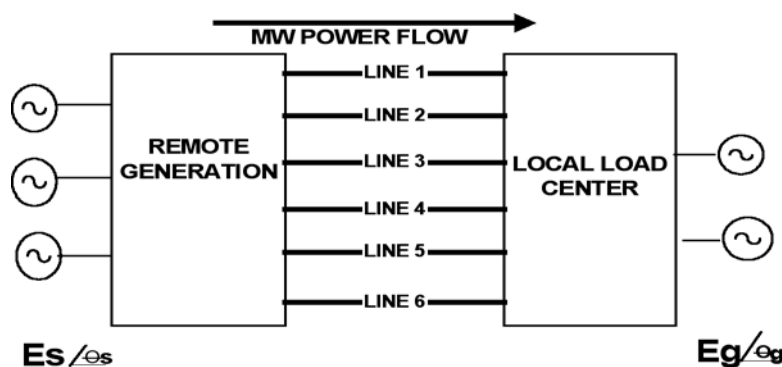 MW POWER FLOW
LINE 1
LINE 2
REMOTE
GENERATION
LINE 3
LOCAL LOAD
CENTER
LINE 4
LINE 5
LINE 6
Es/Θs
Eg/Θg